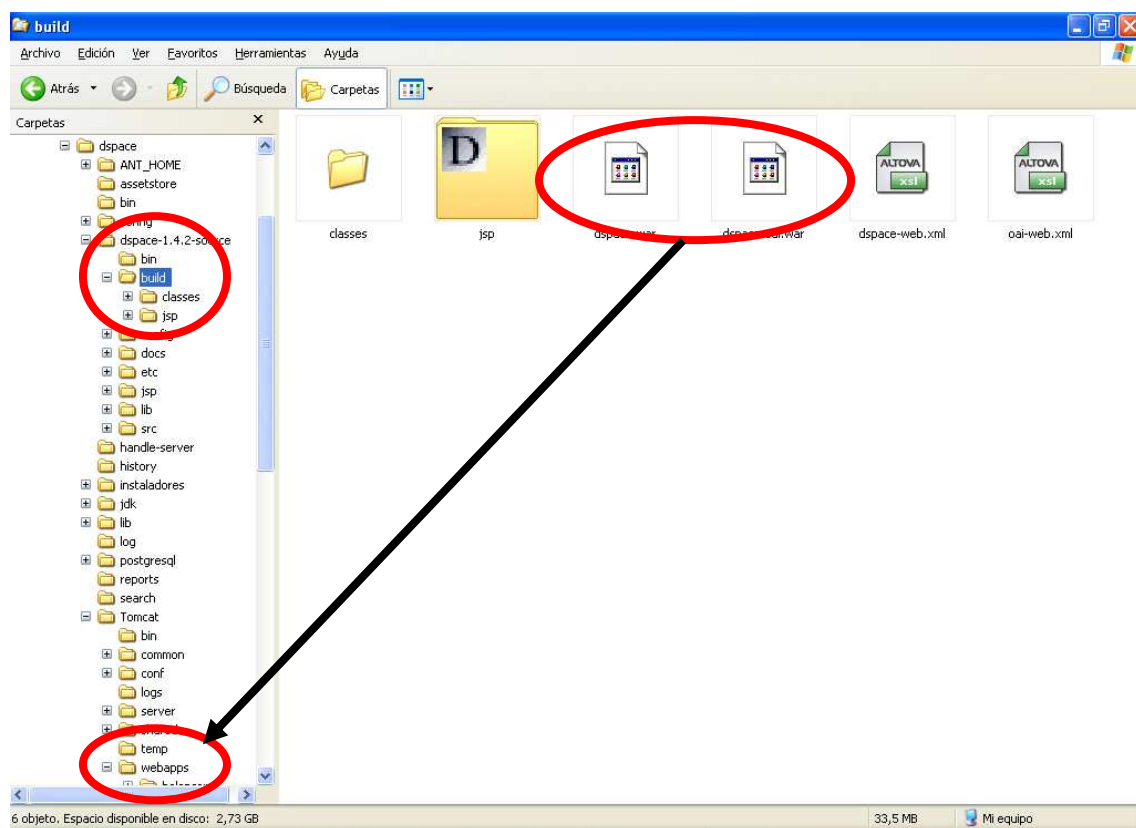 build
Archivo Edición Ver Favoritos Herramientas Ayuda
Atrás Búsqueda Carpetas
Carpetas
dspace
ANT_HOME
assetstore
bin
dspace-1.4.2-source
bin
build
classes
jsp
docs
etc
jsp
lib
src
handle-server
history
instaladores
jdk
lib
log
postgresql
reports
search
Tomcat
bin
common
conf
logs
server
temp
webapps
D
ALTOVA
xsl
ALTOVA
xsl
classes jsp dspace-web.xml oai-web.xml
6 objeto. Espacio disponible en disco: 2,73 GB 33,5 MB Mi equipo